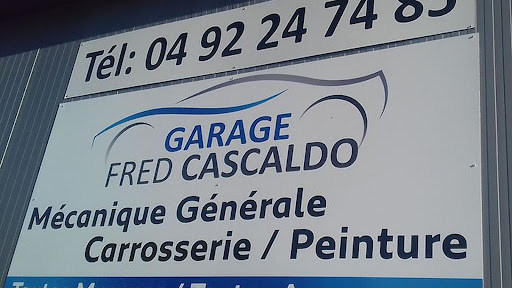 Tél: 04 92 24 74 85
GARAGE
FRED CASCALDO
Mécanique Générale
Carrosserie / Peinture